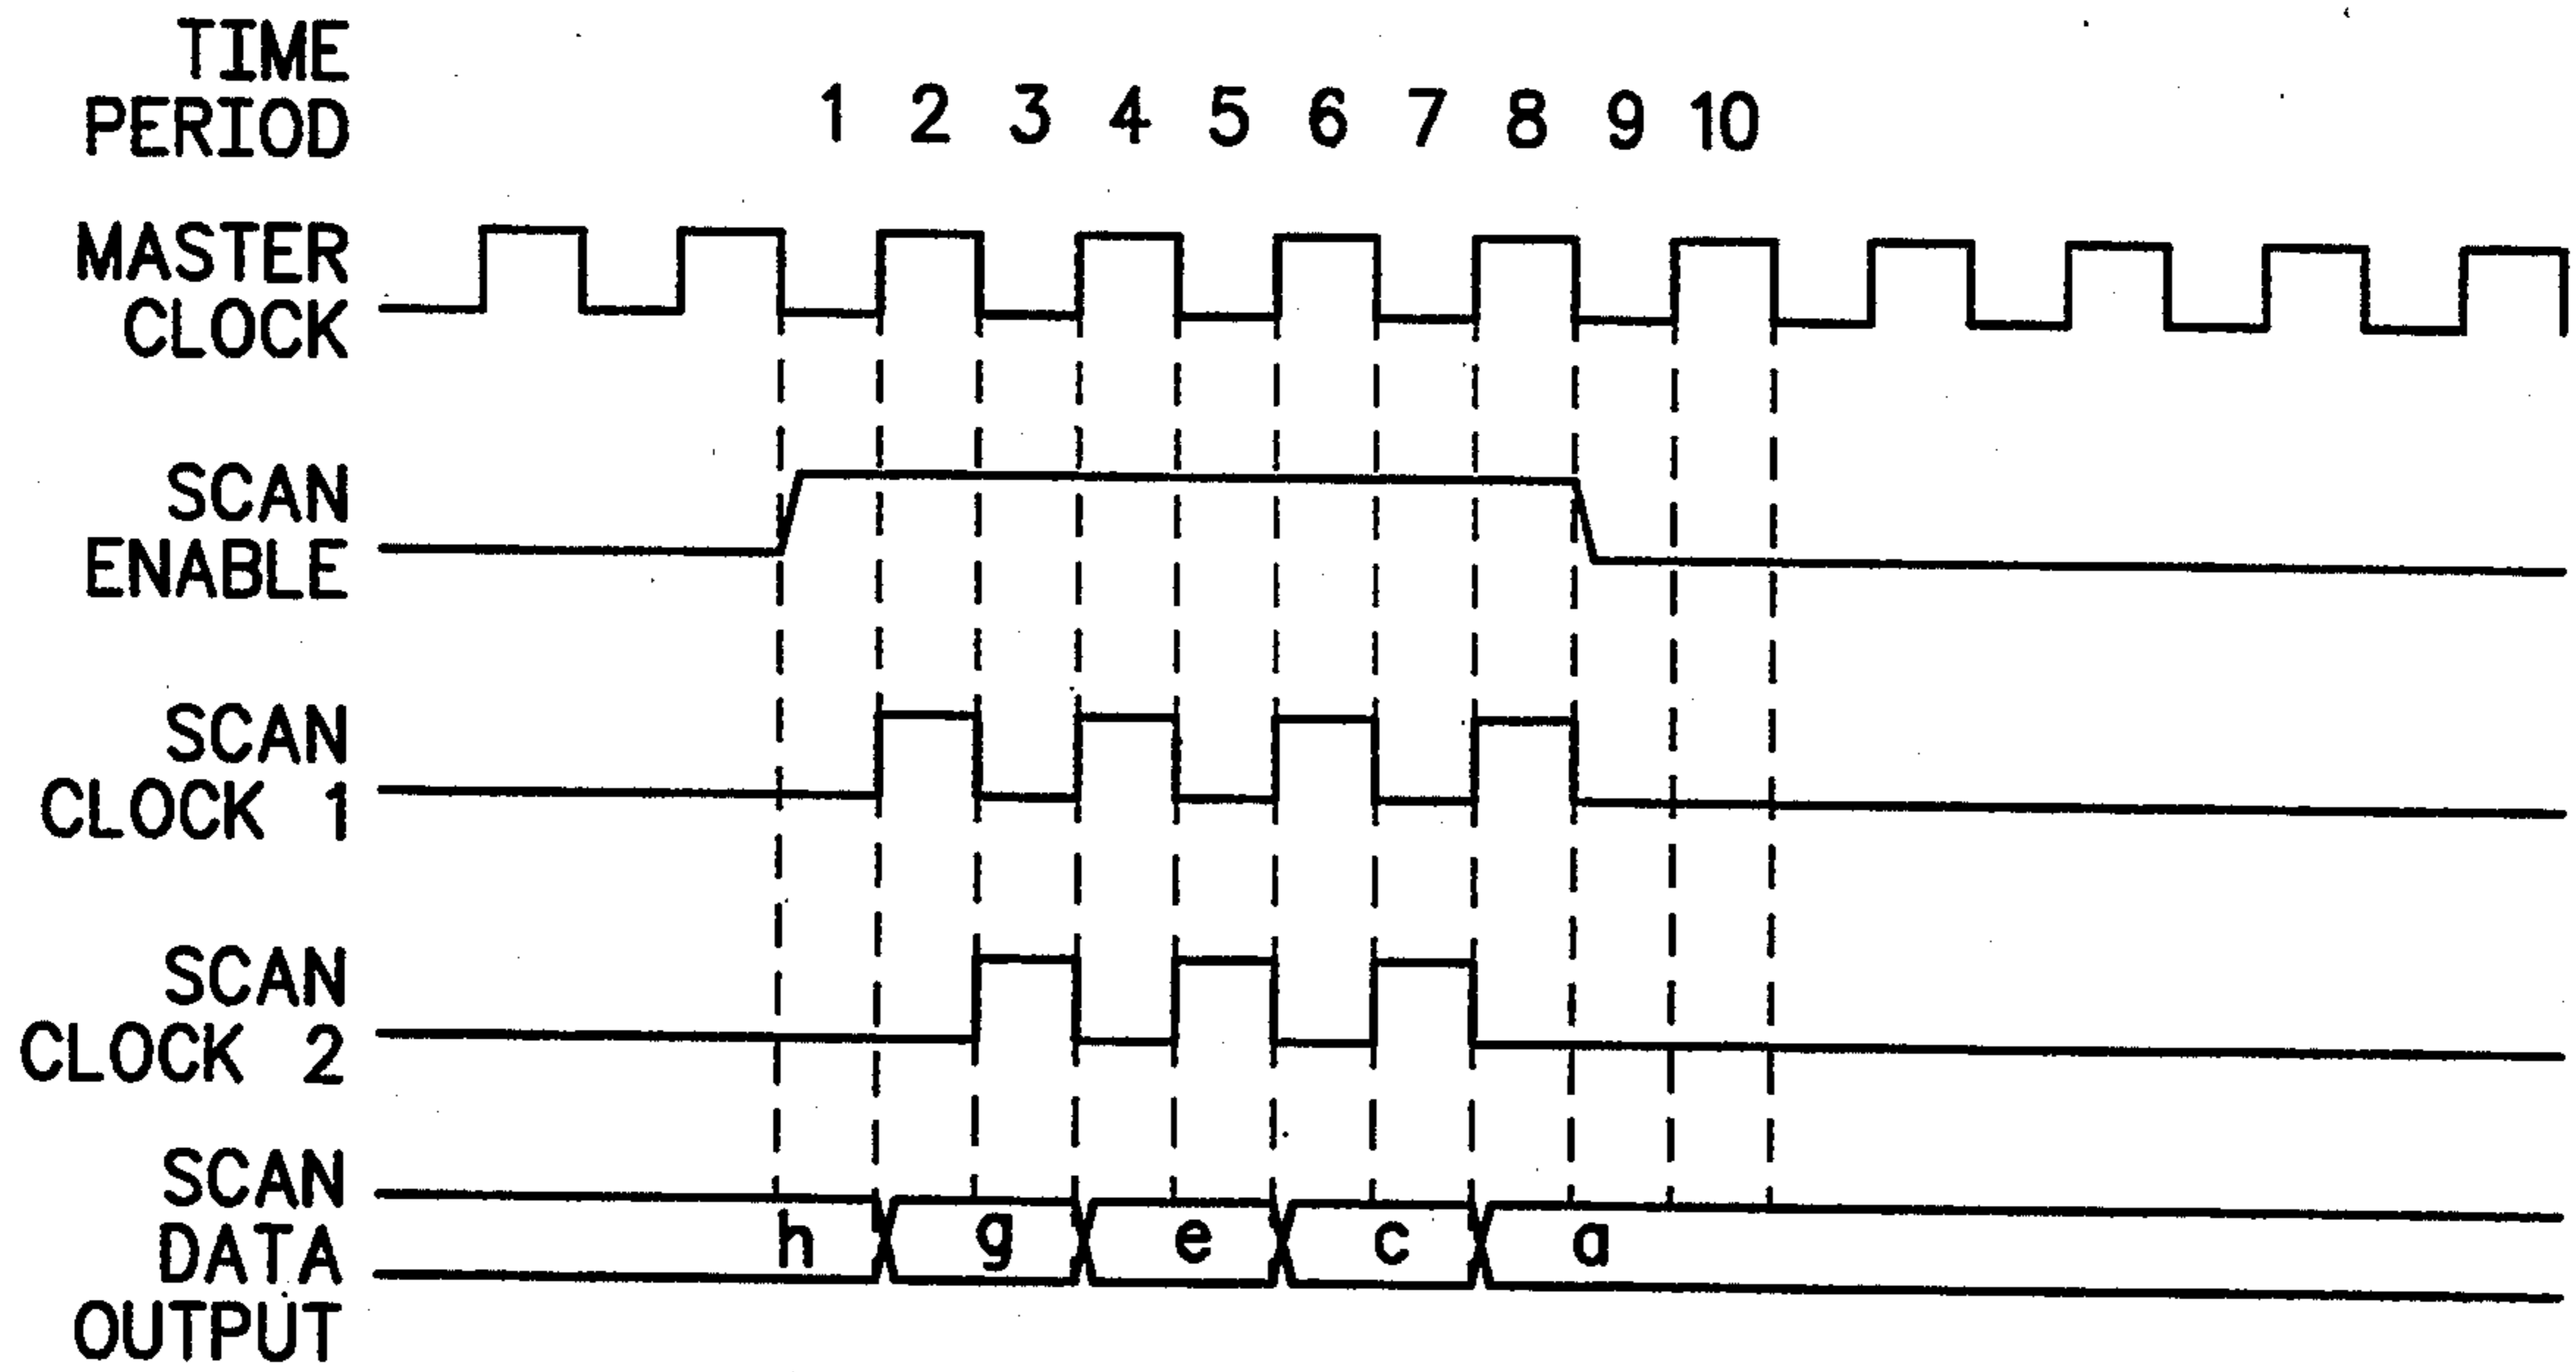 TIME
PERIOD 1 2 3 4 5 6 7 8 9 10
MASTER
CLOCK
SCAN
ENABLE
SCAN
CLOCK 1
SCAN
CLOCK 2
SCAN
DATA h g e c a
OUTPUT